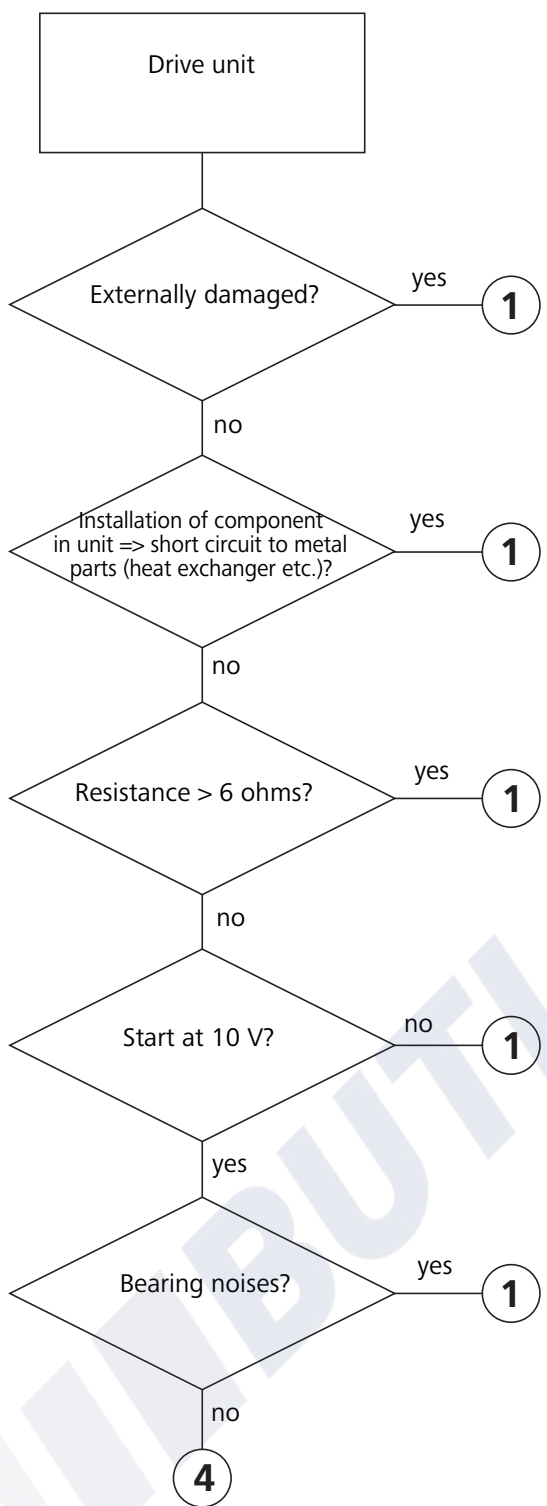 Drive unit
Externally damaged?
yes
1
no
Installation of component
in unit => short circuit to metal
parts (heat exchanger etc.)?
yes
1
no
Resistance > 6 ohms?
yes
1
no
Start at 10 V?
no
1
yes
Bearing noises?
yes
1
no
4